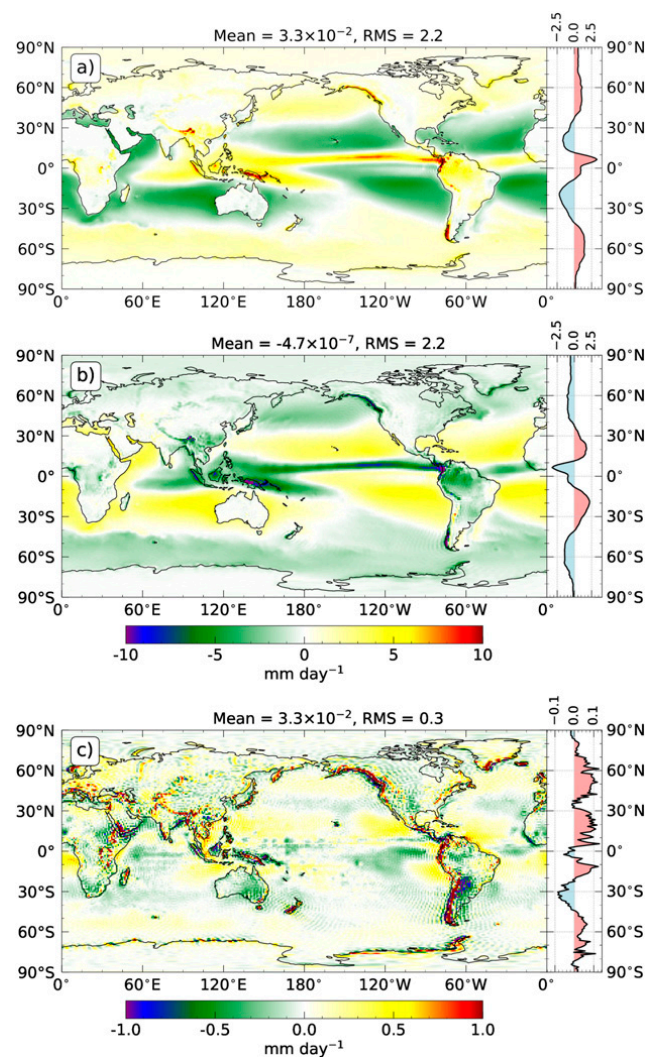 Mean = 3.3×10⁻², RMS = 2.2
−2.5 0.0 2.5
a)
90°N 90°N
60°N 60°N
30°N 30°N
0° 0°
30°S 30°S
60°S 60°S
90°S 90°S
0° 60°E 120°E 180° 120°W 60°W 0°
Mean = -4.7×10⁻⁷, RMS = 2.2
−2.5 0.0 2.5
b)
90°N 90°N
60°N 60°N
30°N 30°N
0° 0°
30°S 30°S
60°S 60°S
90°S 90°S
0° 60°E 120°E 180° 120°W 60°W 0°
-10 -5 0 5 10
mm day⁻¹
Mean = 3.3×10⁻², RMS = 0.3
−0.1 0.0 0.1
c)
90°N 90°N
60°N 60°N
30°N 30°N
0° 0°
30°S 30°S
60°S 60°S
90°S 90°S
0° 60°E 120°E 180° 120°W 60°W 0°
-1.0 -0.5 0.0 0.5 1.0
mm day⁻¹